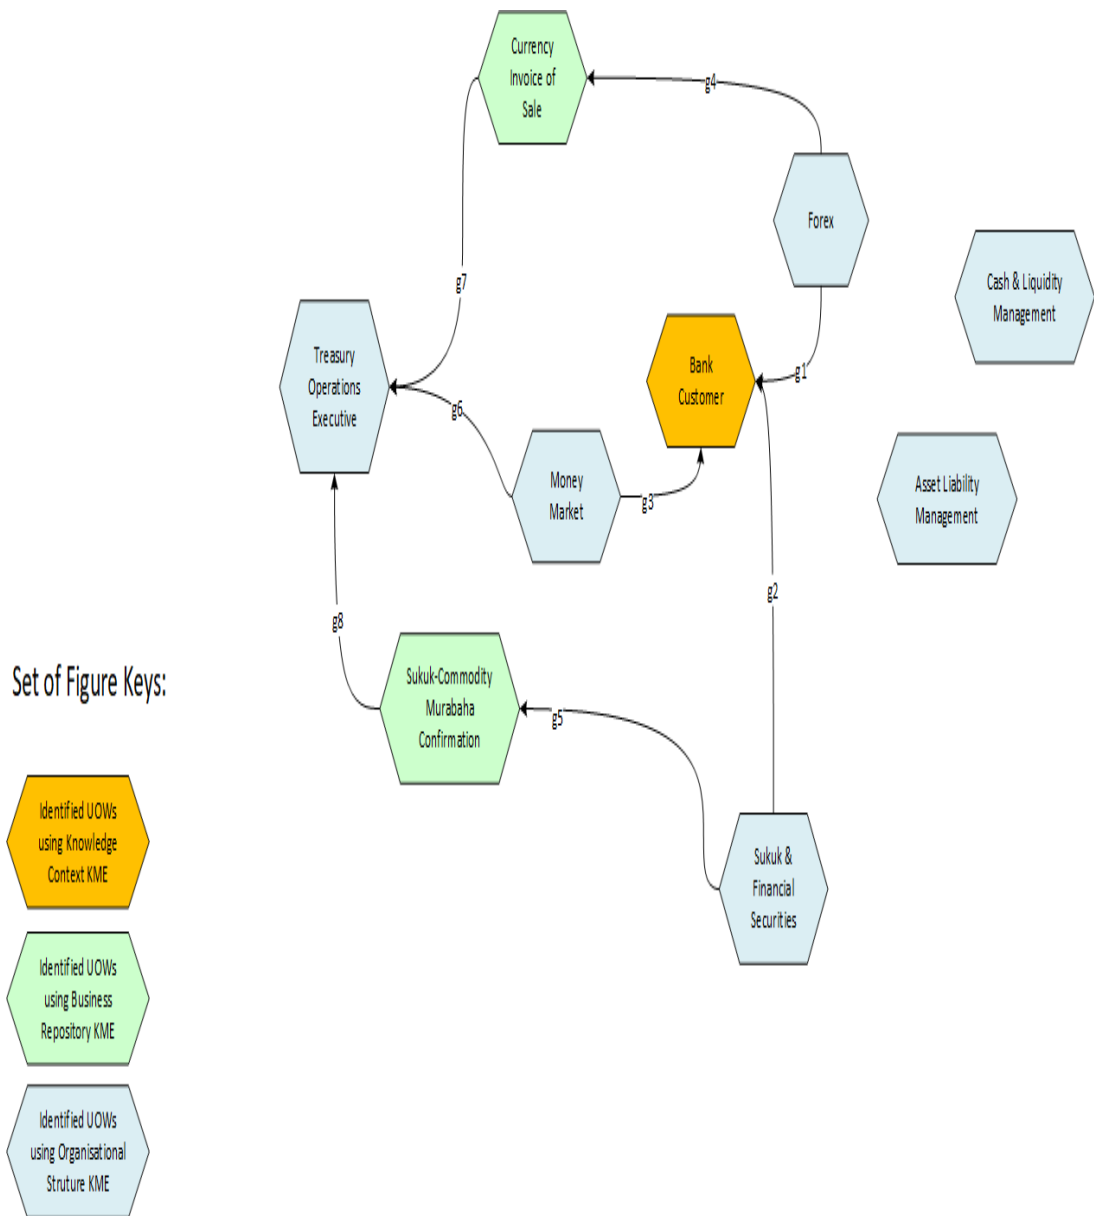 Currency
Invoice of
Sale
g4
Forex
Cash & Liquidity
Management
g7
Treasury
Operations
Executive
Bank
Customer
g1
g6
Money
Market
g3
Asset Liability
Management
g2
g8
Sukuk-Commodity
Murabaha
Confirmation
g5
Sukuk &
Financial
Securities
Set of Figure Keys:
Identified UOWs
using Knowledge
Context KME
Identified UOWs
using Business
Repository KME
Identified UOWs
using Organisational
Struture KME